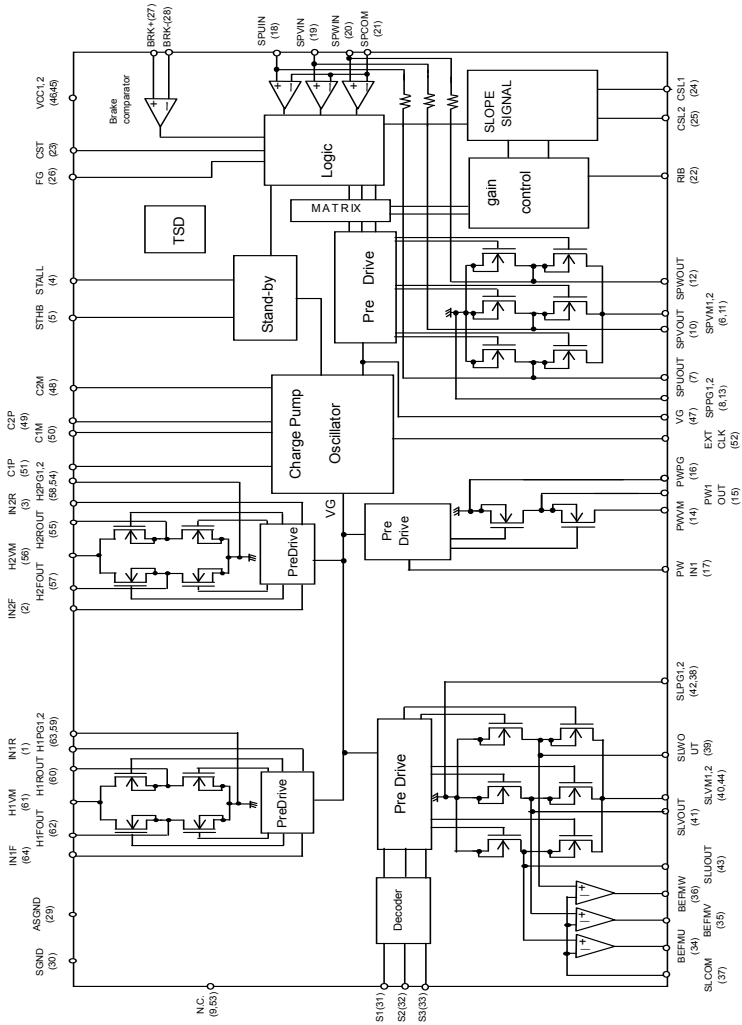 BRK+(27)
BRK-(28)
SPUIN
(18)
SPVIN
(19)
SPWIN
(20)
SPCOM
(21)
VCC1,2
(46,45)
Brake
comparator
CST
(23)
FG
(26)
Logic
SLOPE
SIGNAL
CSL1
(24)
CSL2
(25)
TSD
MATRIX
gain
control
RIB
(22)
STALL
(4)
STHB
(5)
Stand-by
Pre Drive
SPWOUT
(12)
SPVM1,2
(6,11)
SPVOUT
(10)
SPUOUT
(7)
SPPG1,2
(8,13)
C2M
(48)
C2P
(49)
C1M
(50)
C1P
(51)
Charge Pump
Oscillator
VG
(47)
EXT
CLK
(52)
H2PG1,2
(58,54)
IN2R
(3)
H2ROUT
(55)
H2VM
(56)
H2FOUT
(57)
IN2F
(2)
PreDrive
VG
Pre
Drive
PWPG
(16)
PW1
OUT
(15)
PWVM
(14)
PW
IN1
(17)
H1PG1,2
(63,59)
IN1R
(1)
H1ROUT
(60)
H1VM
(61)
H1FOUT
(62)
IN1F
(64)
PreDrive
Pre Drive
SLPG1,2
(42,38)
SLWO
UT
(39)
SLVM1,2
(40,44)
SLVOUT
(41)
SLUOUT
(43)
ASGND
(29)
SGND
(30)
Decoder
BEFMW
(36)
BEFMV
(35)
BEFMU
(34)
SLCOM
(37)
N.C.
(9,53)
S1(31)
S2(32)
S3(33)